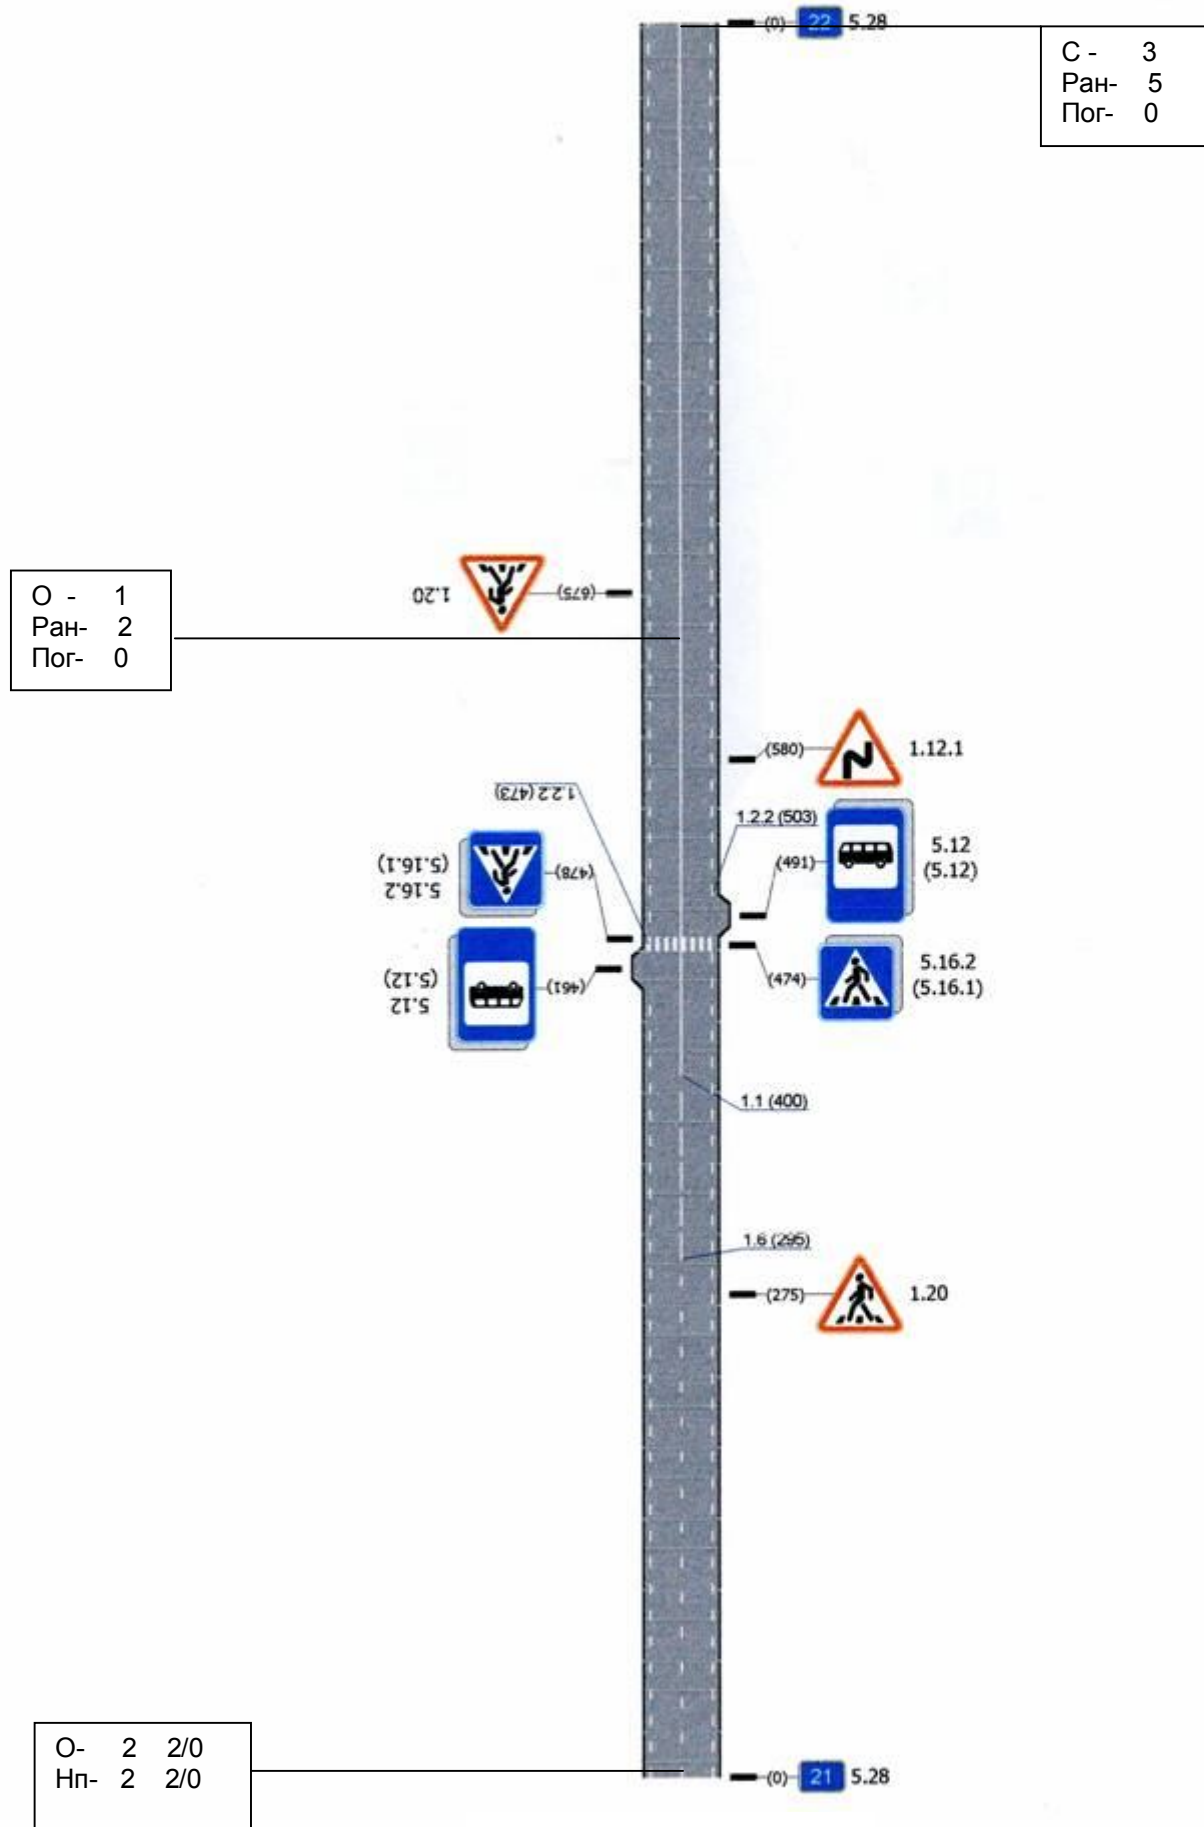 (0) 22 5.28
С - 3
Ран- 5
Пог- 0
1.20 (675)
О - 1
Ран- 2
Пог- 0
(580) 1.12.1
1.2.2 (473)
1.2.2 (503)
5.12
(5.12)
(491)
5.16.2
(5.16.1)
(478)
5.16.2
(5.16.1)
(474)
5.12
(5.12)
(461)
1.1 (400)
1.6 (295)
(275) 1.20
О- 2 2/0
Нп- 2 2/0
(0) 21 5.28